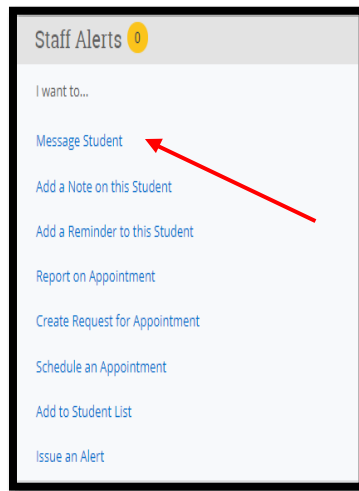 Staff Alerts 0
I want to...
Message Student
Add a Note on this Student
Add a Reminder to this Student
Report on Appointment
Create Request for Appointment
Schedule an Appointment
Add to Student List
Issue an Alert